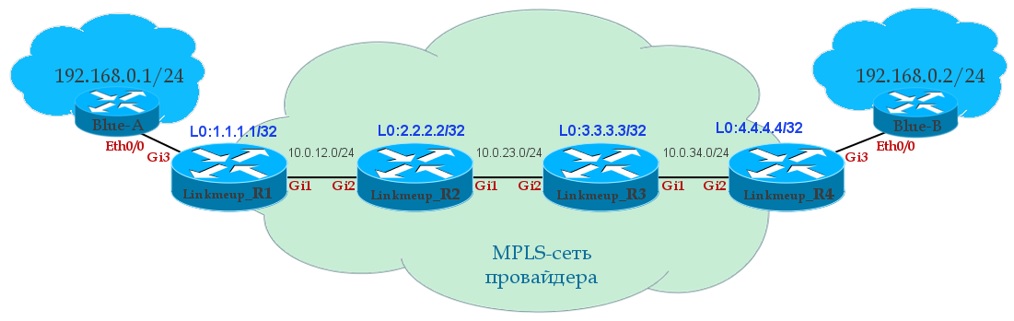 192.168.0.1/24
192.168.0.2/24
Blue-A
Blue-B
L0:1.1.1.1/32
L0:2.2.2.2/32
L0:3.3.3.3/32
L0:4.4.4.4/32
Eth0/0
Eth0/0
Gi3
10.0.12.0/24
10.0.23.0/24
10.0.34.0/24
Gi3
Linkmeup_R1
Gi1
Gi2
Linkmeup_R2
Gi1
Gi2
Linkmeup_R3
Gi1
Gi2
Linkmeup_R4
MPLS-сеть
провайдера